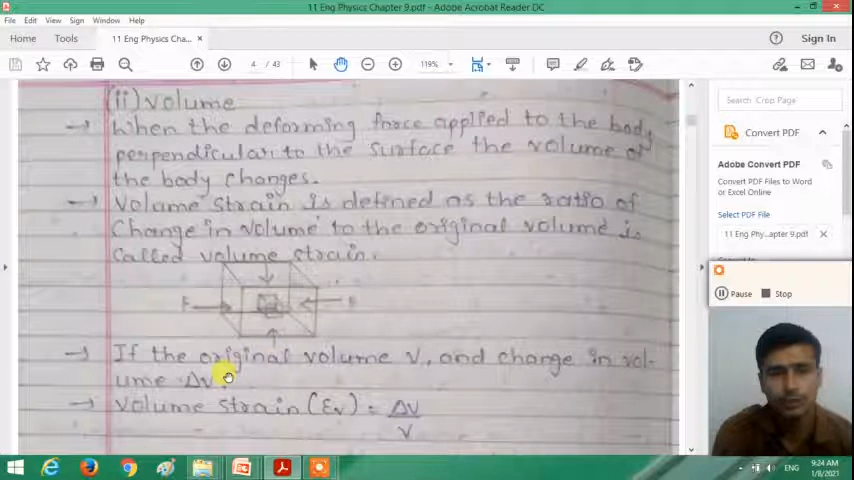 11 Eng Physics Chapter 9.pdf - Adobe Acrobat Reader DC
File Edit View Sign Window Help
Home Tools 11 Eng Physics Cha... × Sign In
4 / 43 119%
(ii) volume
→ When the deforming force applied to the body
perpendicular to the surface the volume of
the body changes.
→ Volume strain is defined as the ratio of
change in volume to the original volume is
called volume strain.
F
→ If the original volume V, and change in vol-
ume ΔV.
→ Volume strain (Ev) = ΔV
V
Search 'Crop Page'
Convert PDF
Adobe Convert PDF
Convert PDFs to Word
or Excel Online
Select PDF File
11 Eng Phy...apter 9.pdf ×
Pause Stop
ENG
9:24 AM
1/8/2021